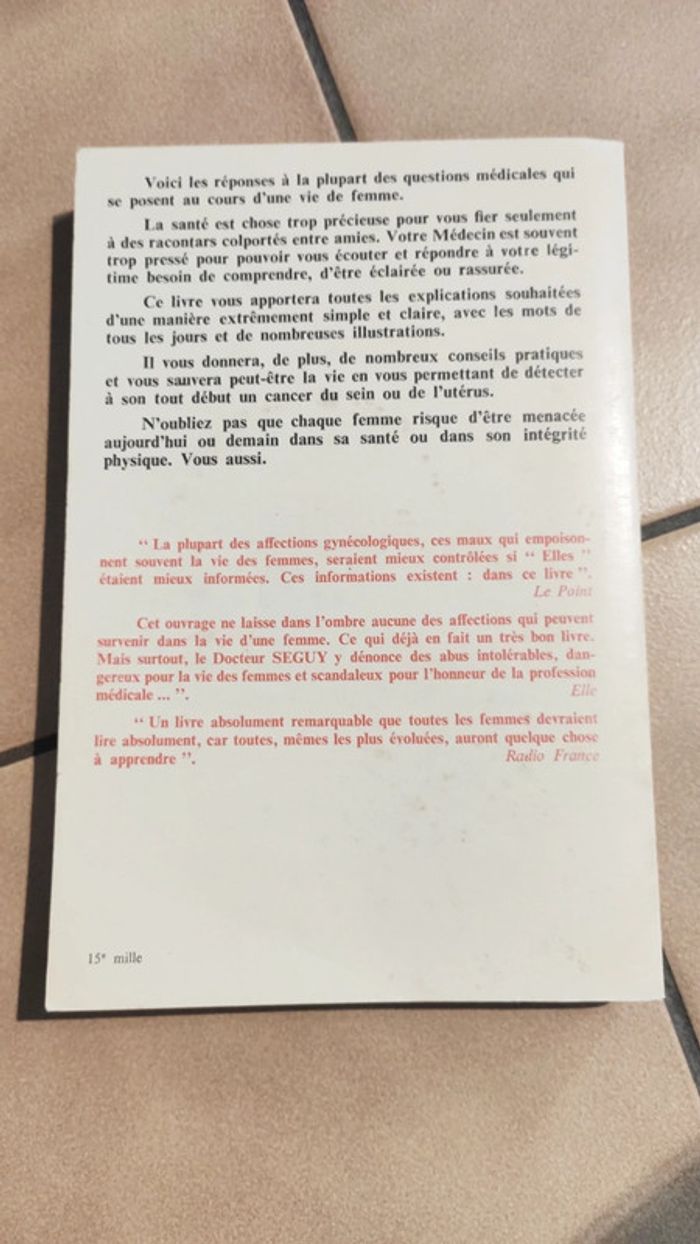 Voici les réponses à la plupart des questions médicales qui
se posent au cours d'une vie de femme.
La santé est chose trop précieuse pour vous fier seulement
à des racontars colportés entre amies. Votre Médecin est souvent
trop pressé pour pouvoir vous écouter et répondre à votre légi-
time besoin de comprendre, d'être éclairée ou rassurée.
Ce livre vous apportera toutes les explications souhaitées
d'une manière extrêmement simple et claire, avec les mots de
tous les jours et de nombreuses illustrations.
Il vous donnera, de plus, de nombreux conseils pratiques
et vous sauvera peut-être la vie en vous permettant de détecter
à son tout début un cancer du sein ou de l'utérus.
N'oubliez pas que chaque femme risque d'être menacée
aujourd'hui ou demain dans sa santé ou dans son intégrité
physique. Vous aussi.
“ La plupart des affections gynécologiques, ces maux qui empoison-
nent souvent la vie des femmes, seraient mieux contrôlées si “ Elles ”
étaient mieux informées. Ces informations existent : dans ce livre ”.
Le Point
Cet ouvrage ne laisse dans l'ombre aucune des affections qui peuvent
survenir dans la vie d'une femme. Ce qui déjà en fait un très bon livre.
Mais surtout, le Docteur SEGUY y dénonce des abus intolérables, dan-
gereux pour la vie des femmes et scandaleux pour l'honneur de la profession
médicale ... ”. Elle
“ Un livre absolument remarquable que toutes les femmes devraient
lire absolument, car toutes, mêmes les plus évoluées, auront quelque chose
à apprendre ”. Radio France
15e mille